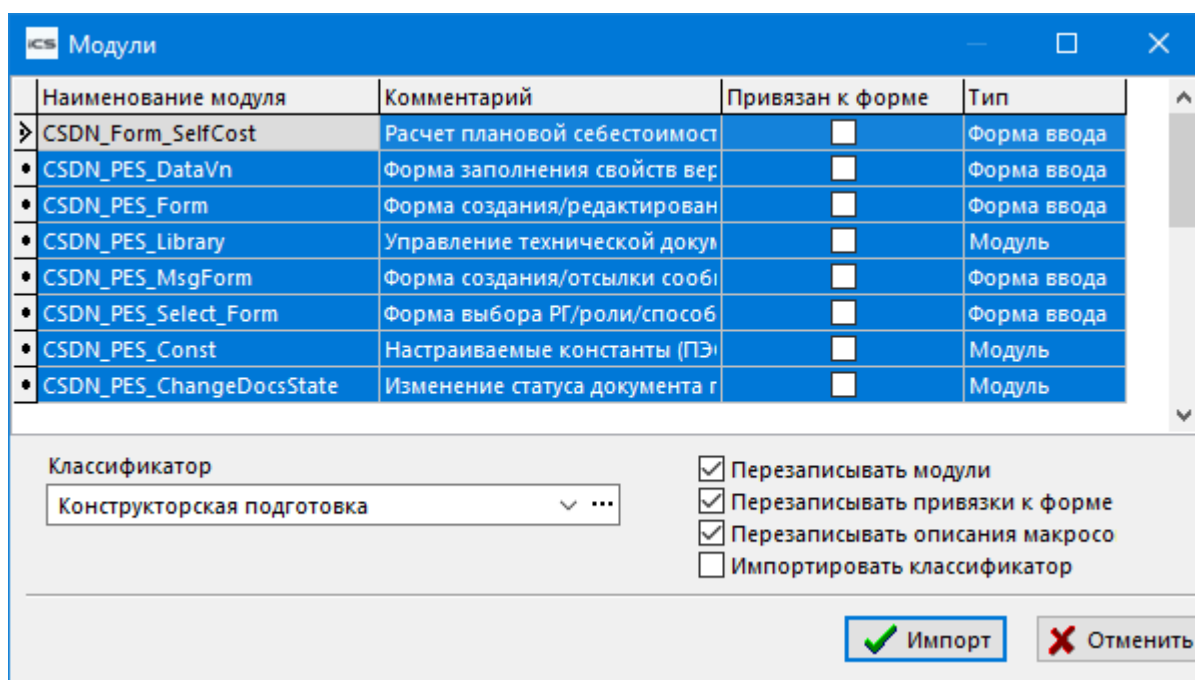 iCS Модули
Наименование модуля Комментарий Привязан к форме Тип
CSDN_Form_SelfCost Расчет плановой себестоимост Форма ввода
CSDN_PES_DataVn Форма заполнения свойств вер Форма ввода
CSDN_PES_Form Форма создания/редактирован Форма ввода
CSDN_PES_Library Управление технической докум Модуль
CSDN_PES_MsgForm Форма создания/отсылки сооб Форма ввода
CSDN_PES_Select_Form Форма выбора РГ/роли/способ Форма ввода
CSDN_PES_Const Настраиваемые константы (ПЭ Модуль
CSDN_PES_ChangeDocsState Изменение статуса документа г Модуль
Классификатор
Конструкторская подготовка
Перезаписывать модули
Перезаписывать привязки к форме
Перезаписывать описания макросо
Импортировать классификатор
Импорт Отменить